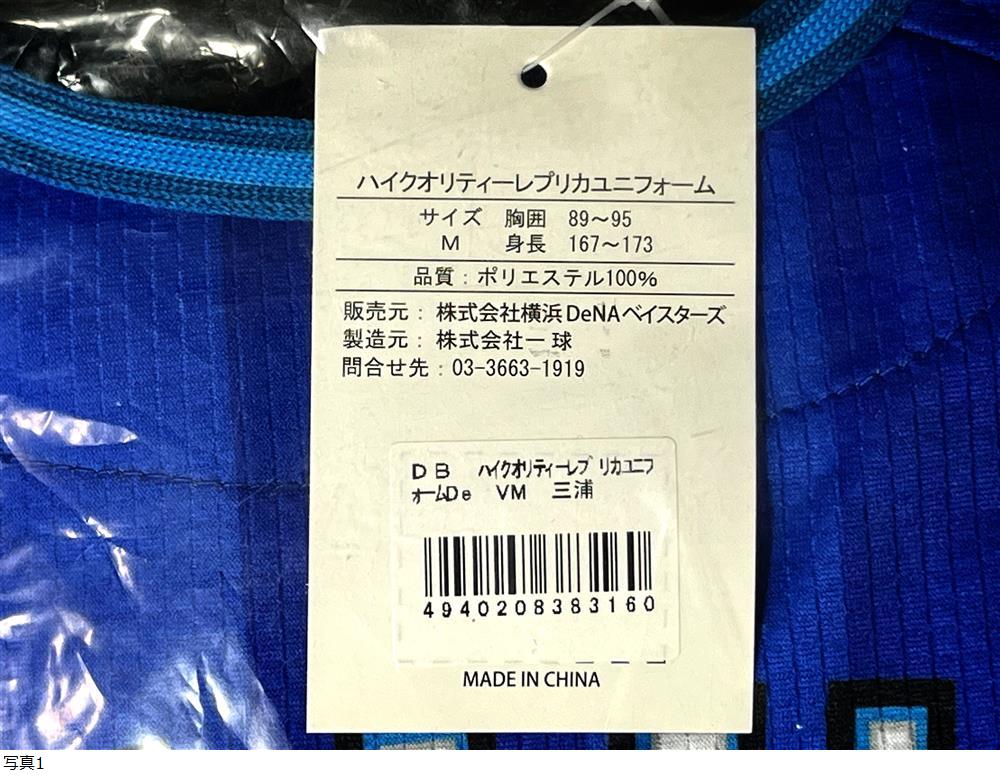 ハイクオリティーレプリカユニフォーム
サイズ 胸囲 89～95
M 身長 167～173
品質：ポリエステル100%
販売元：株式会社横浜DeNAベイスターズ
製造元：株式会社一球
問合せ先：03-3663-1919
DB ハイクオリティーレプリカユニフ
ォームDe VM 三浦
4940208383160
MADE IN CHINA
写真1